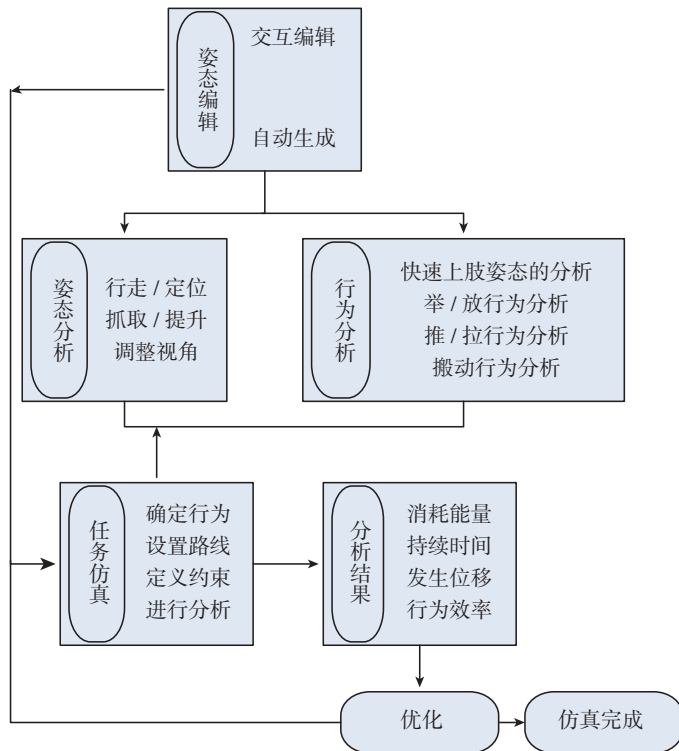 姿态编辑
交互编辑
自动生成
姿态分析
行走 / 定位
抓取 / 提升
调整视角
行为分析
快速上肢姿态的分析
举 / 放行为分析
推 / 拉行为分析
搬动行为分析
任务仿真
确定行为
设置路线
定义约束
进行分析
分析结果
消耗能量
持续时间
发生位移
行为效率
优化
仿真完成